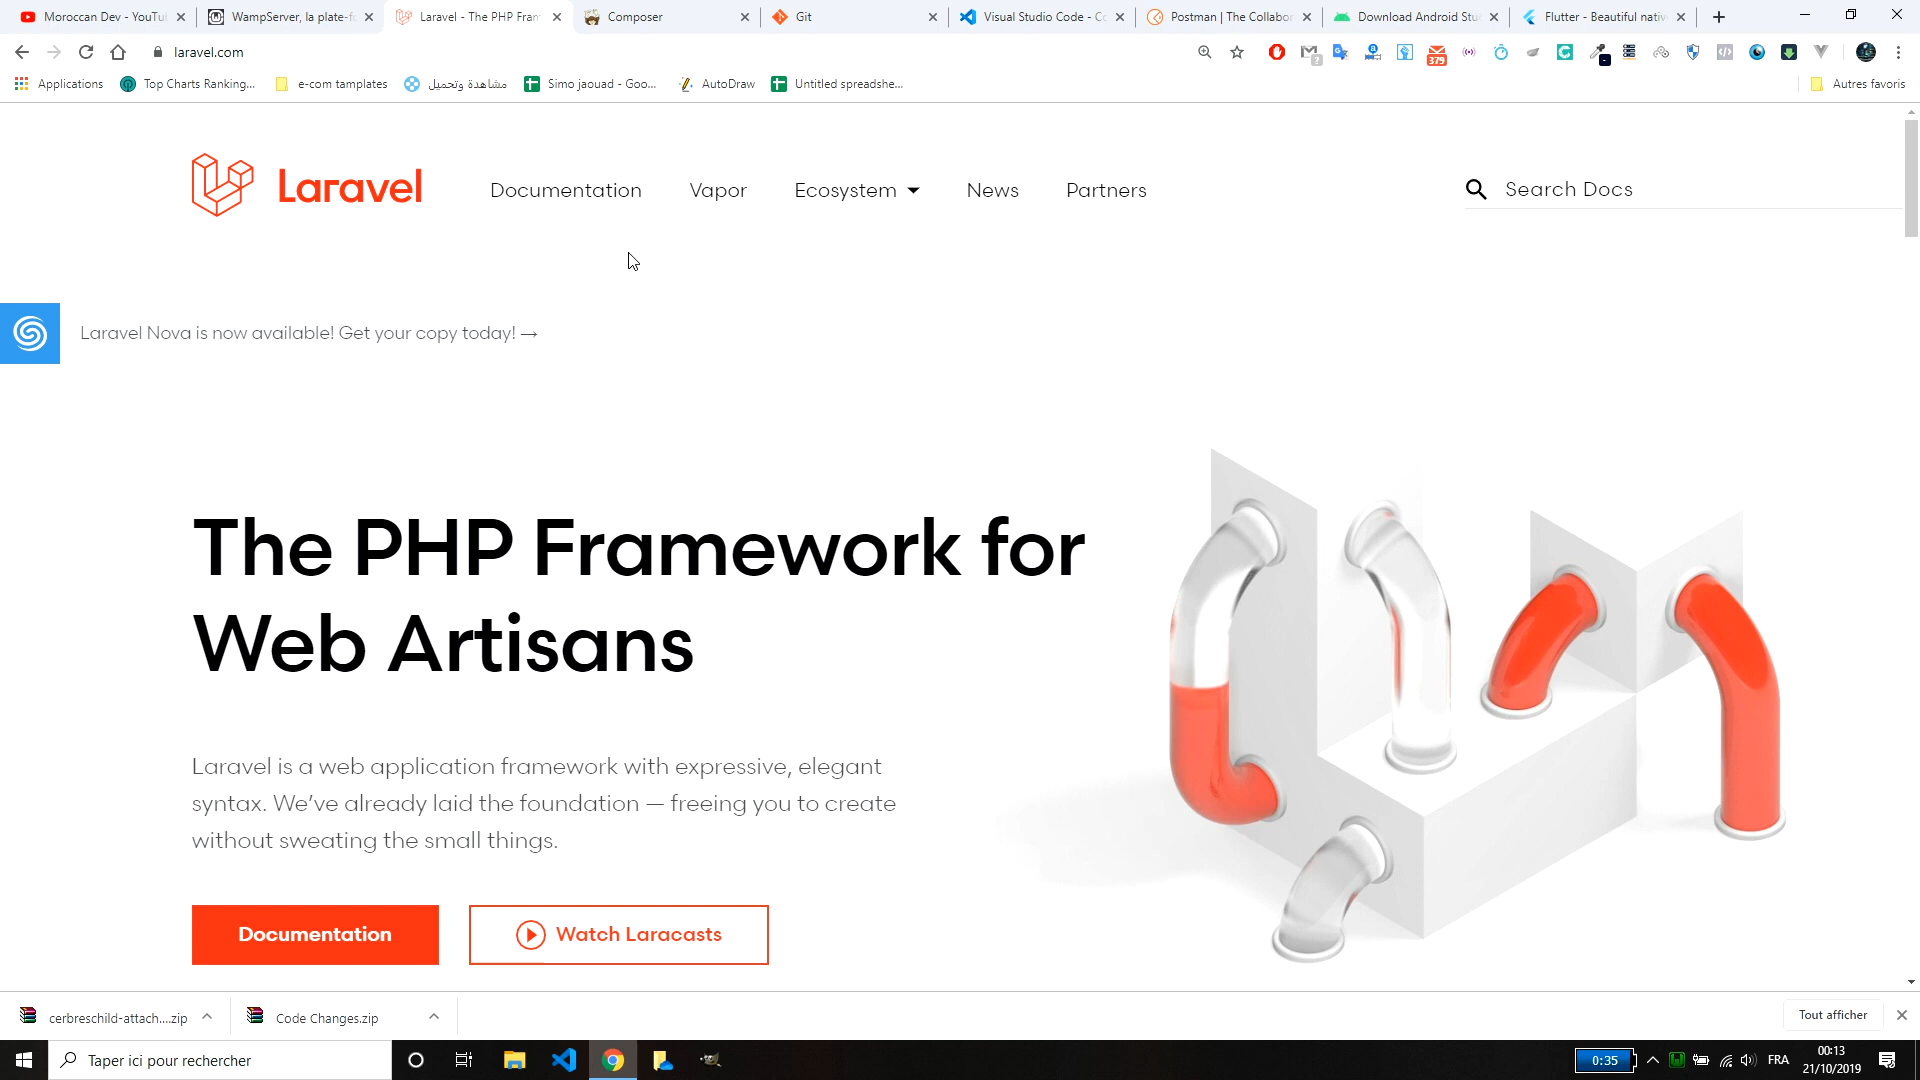 Moroccan Dev - YouTu
WampServer, la plate-f
Laravel - The PHP Fram
Composer
Git
Visual Studio Code - Co
Postman | The Collabor
Download Android Stu
Flutter - Beautiful nativ
laravel.com
379
Applications
Top Charts Ranking...
e-com tamplates
مشاهدة وتحميل
Simo jaouad - Goo...
AutoDraw
Untitled spreadshe...
Autres favoris
Laravel
Documentation
Vapor
Ecosystem
News
Partners
Search Docs
Laravel Nova is now available! Get your copy today! →
The PHP Framework for
Web Artisans
Laravel is a web application framework with expressive, elegant
syntax. We've already laid the foundation — freeing you to create
without sweating the small things.
Documentation
Watch Laracasts
cerbreschild-attach....zip
Code Changes.zip
Tout afficher
Taper ici pour rechercher
0:35
FRA
00:13
21/10/2019